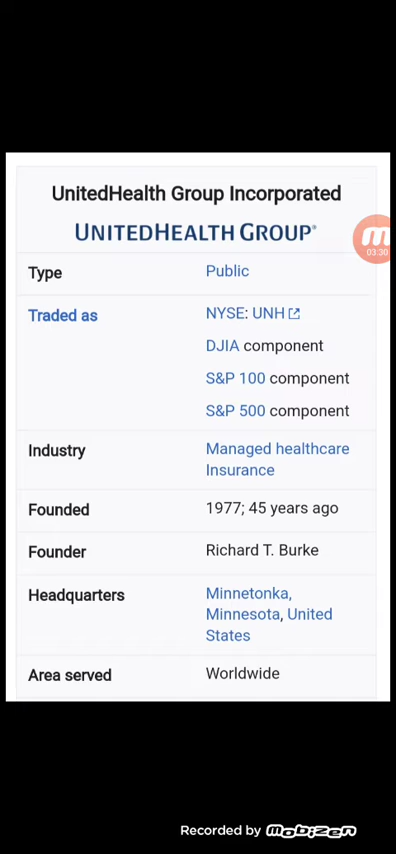 UnitedHealth Group Incorporated
UNITEDHEALTH GROUP®
03:30
Type Public
Traded as NYSE: UNH
DJIA component
S&P 100 component
S&P 500 component
Industry Managed healthcare
Insurance
Founded 1977; 45 years ago
Founder Richard T. Burke
Headquarters Minnetonka,
Minnesota, United
States
Area served Worldwide
Recorded by mobizen